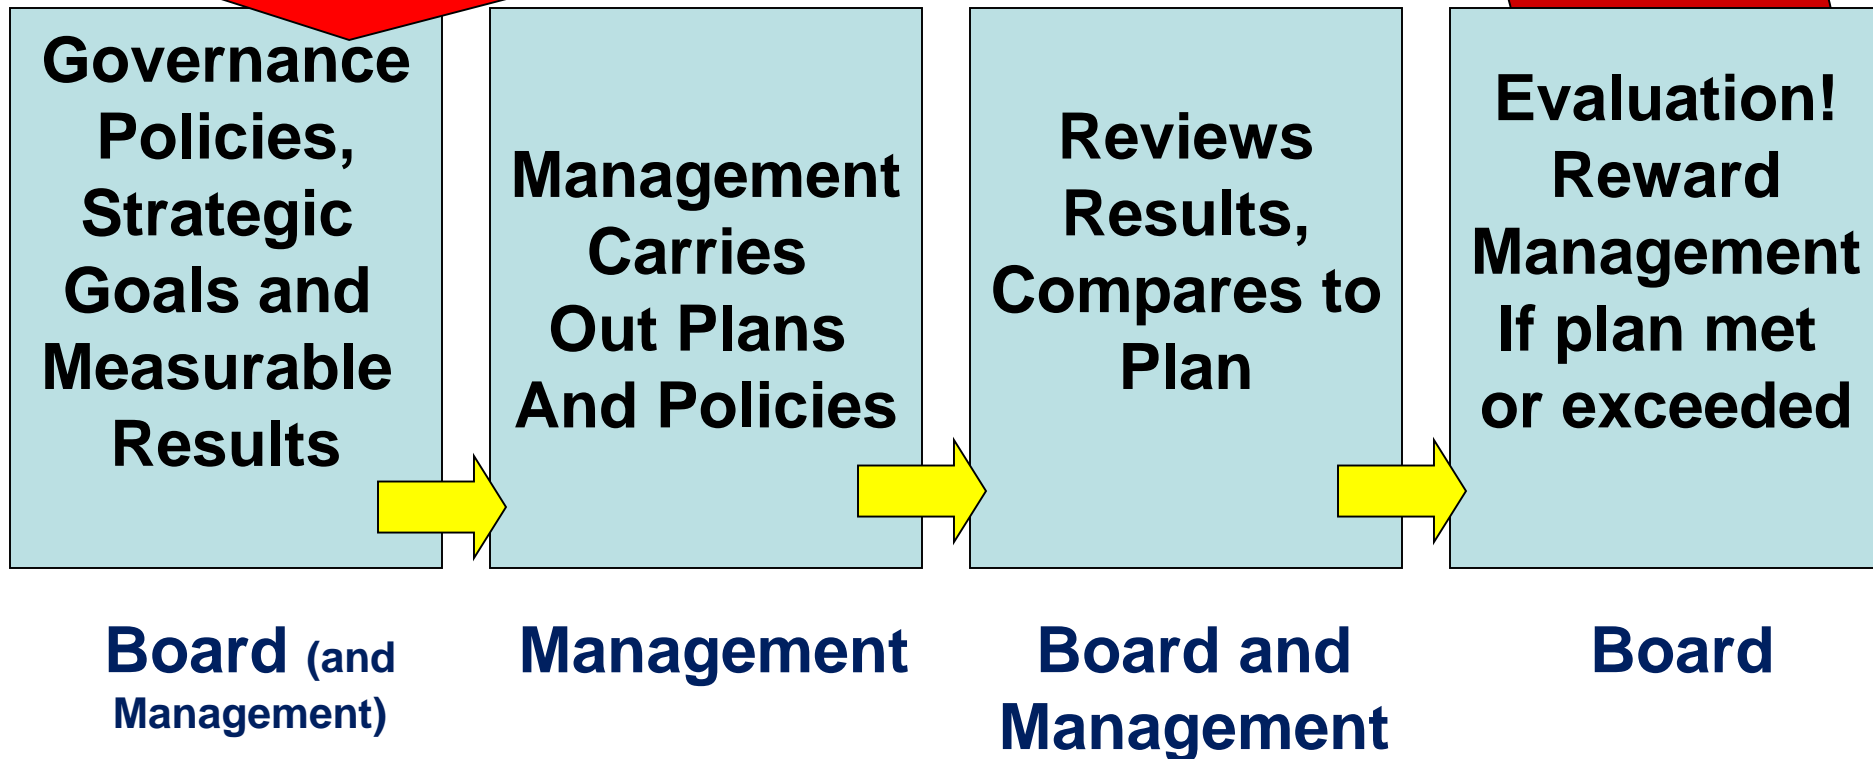 Governance
Policies,
Strategic
Goals and
Measurable
Results
Management
Carries
Out Plans
And Policies
Reviews
Results,
Compares to
Plan
Evaluation!
Reward
Management
If plan met
or exceeded
Board (and
Management)
Management
Board and
Management
Board